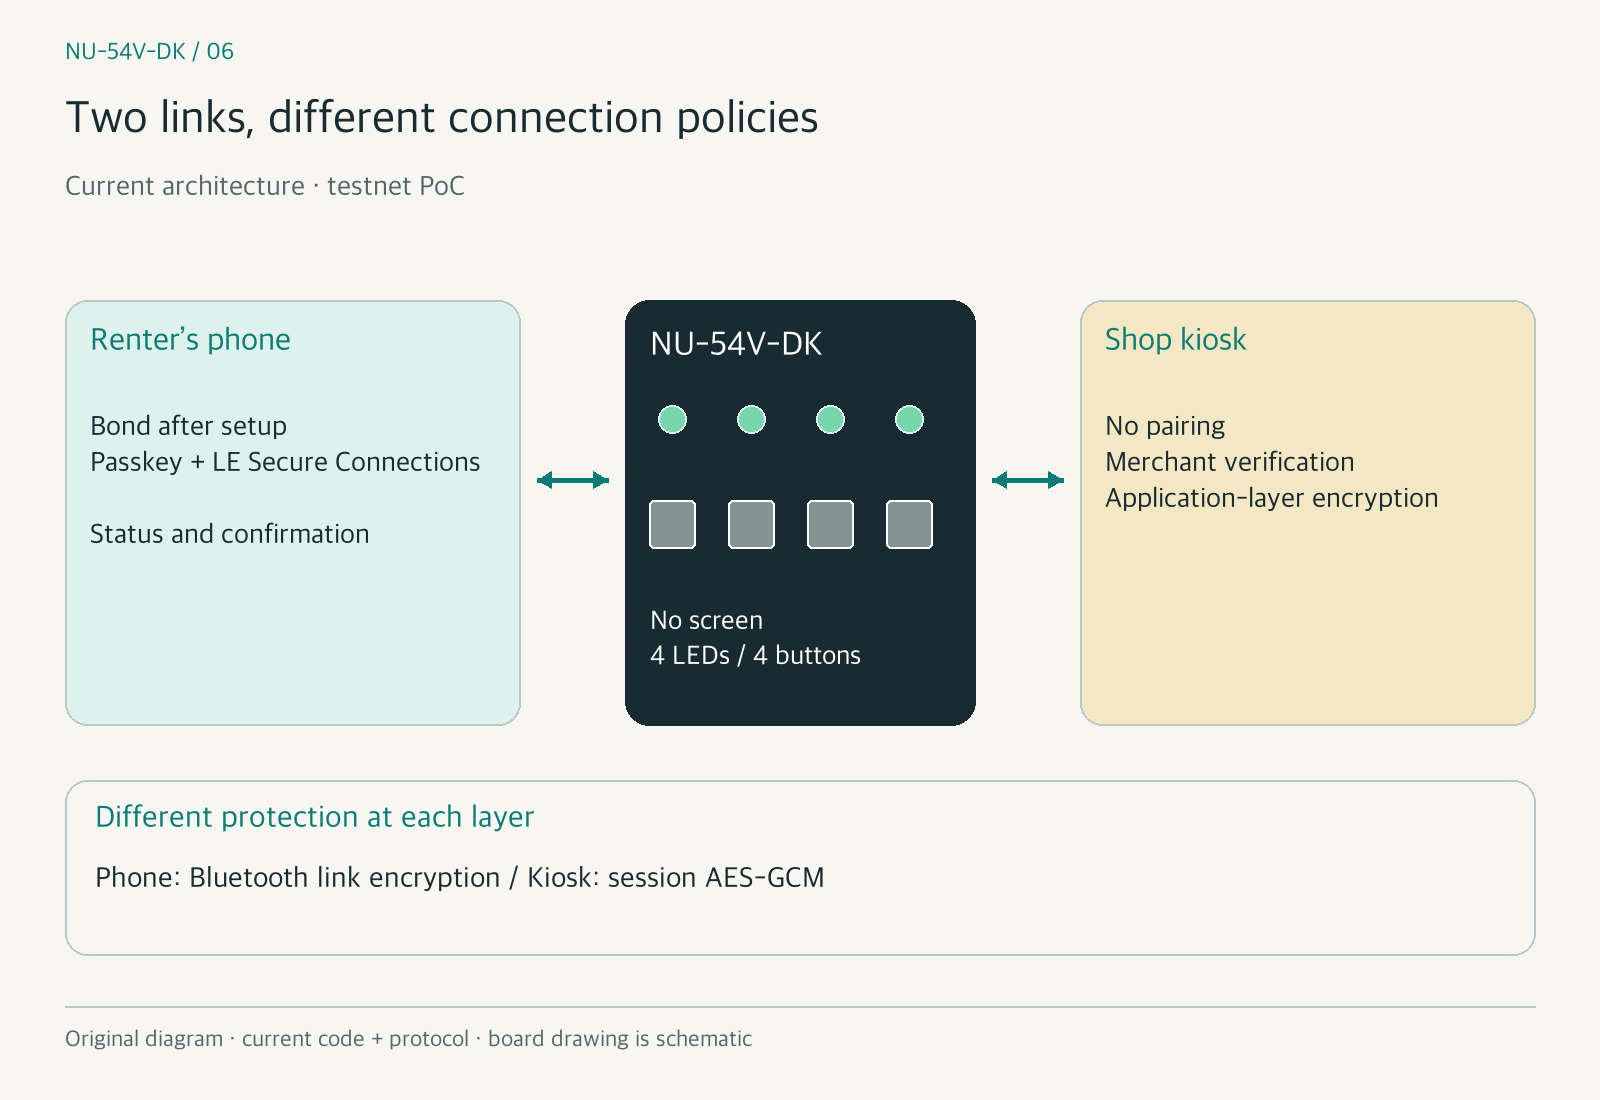 NU-54V-DK / 06
Two links, different connection policies
Current architecture · testnet PoC
Renter’s phone
Bond after setup
Passkey + LE Secure Connections
Status and confirmation
NU-54V-DK
No screen
4 LEDs / 4 buttons
Shop kiosk
No pairing
Merchant verification
Application-layer encryption
Different protection at each layer
Phone: Bluetooth link encryption / Kiosk: session AES-GCM
Original diagram · current code + protocol · board drawing is schematic